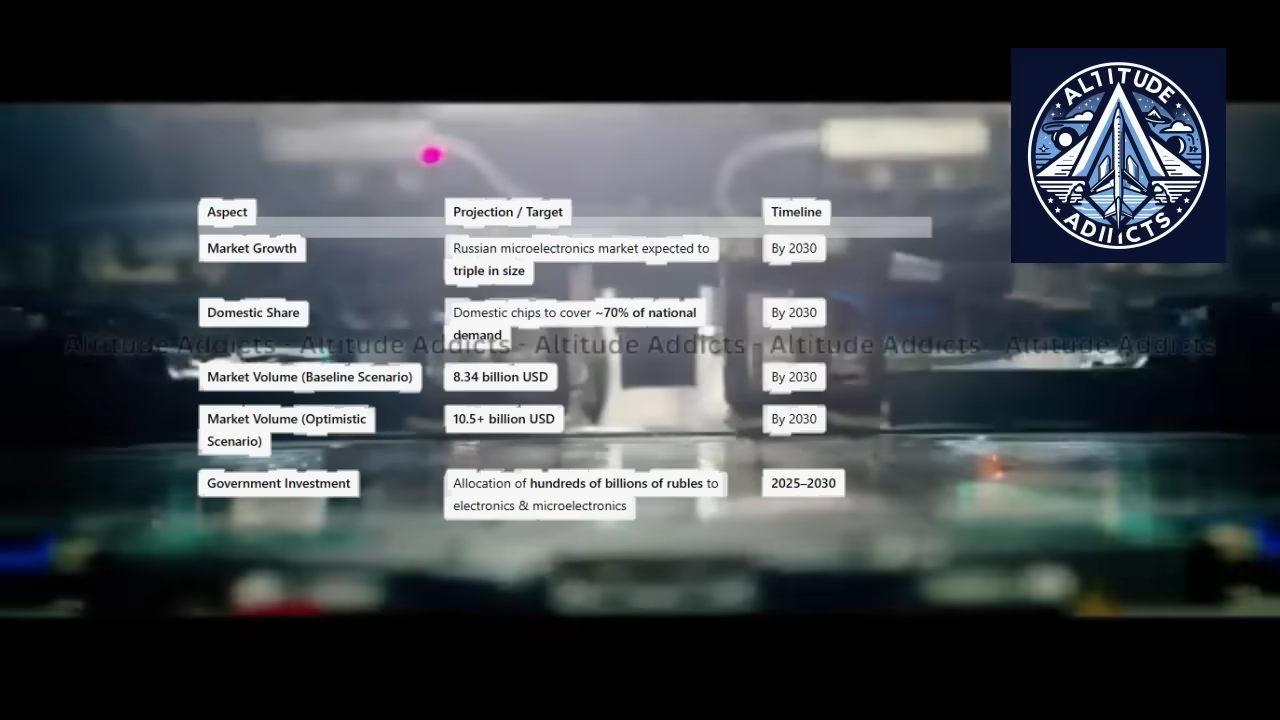 ALTITUDE
ADIIICTS
Aspect Projection / Target Timeline
Market Growth Russian microelectronics market expected to By 2030
triple in size
Domestic Share Domestic chips to cover ~70% of national By 2030
demand
Altitude Addicts - Altitude Addicts - Altitude Addicts - Altitude Addicts - Altitude Addicts
Market Volume (Baseline Scenario) 8.34 billion USD By 2030
Market Volume (Optimistic 10.5+ billion USD By 2030
Scenario)
Government Investment Allocation of hundreds of billions of rubles to 2025–2030
electronics & microelectronics